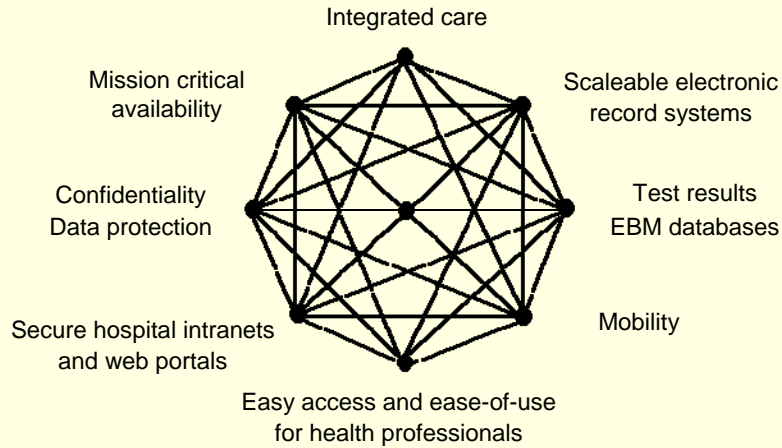 Integrated care
Mission critical
availability
Scaleable electronic
record systems
Confidentiality
Data protection
Test results
EBM databases
Secure hospital intranets
and web portals
Mobility
Easy access and ease-of-use
for health professionals